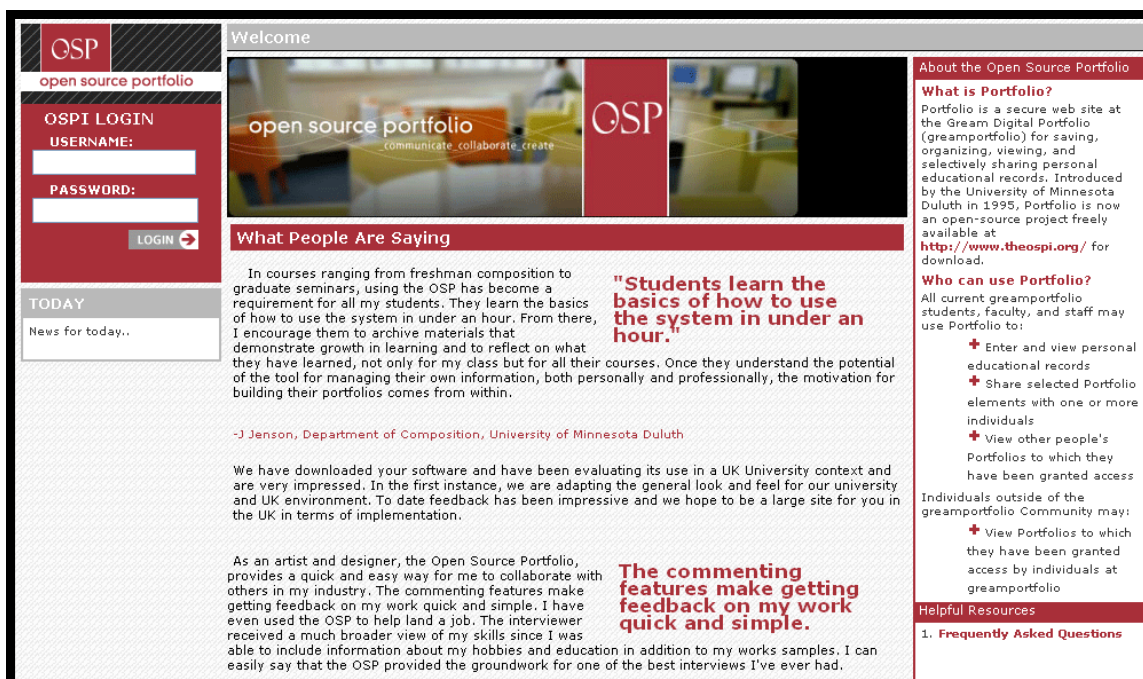 OSP
open source portfolio
OSPI LOGIN
USERNAME:
PASSWORD:
LOGIN
TODAY
News for today..
Welcome
open source portfolio
_communicate_collaborate_create
OSP
What People Are Saying
In courses ranging from freshman composition to
graduate seminars, using the OSP has become a
requirement for all my students. They learn the basics
of how to use the system in under an hour. From there,
I encourage them to archive materials that
demonstrate growth in learning and to reflect on what
they have learned, not only for my class but for all their courses. Once they understand the potential
of the tool for managing their own information, both personally and professionally, the motivation for
building their portfolios comes from within.
"Students learn the
basics of how to use
the system in under an
hour."
-J Jenson, Department of Composition, University of Minnesota Duluth
We have downloaded your software and have been evaluating its use in a UK University context and
are very impressed. In the first instance, we are adapting the general look and feel for our university
and UK environment. To date feedback has been impressive and we hope to be a large site for you in
the UK in terms of implementation.
As an artist and designer, the Open Source Portfolio,
provides a quick and easy way for me to collaborate with
others in my industry. The commenting features make
getting feedback on my work quick and simple. I have
even used the OSP to help land a job. The interviewer
received a much broader view of my skills since I was
able to include information about my hobbies and education in addition to my works samples. I can
easily say that the OSP provided the groundwork for one of the best interviews I've ever had.
The commenting
features make getting
feedback on my work
quick and simple.
About the Open Source Portfolio
What is Portfolio?
Portfolio is a secure web site at
the Gream Digital Portfolio
(greamportfolio) for saving,
organizing, viewing, and
selectively sharing personal
educational records. Introduced
by the University of Minnesota
Duluth in 1995, Portfolio is now
an open-source project freely
available at
http://www.theospi.org/ for
download.
Who can use Portfolio?
All current greamportfolio
students, faculty, and staff may
use Portfolio to:
Enter and view personal
educational records
Share selected Portfolio
elements with one or more
individuals
View other people's
Portfolios to which they
have been granted access
Individuals outside of the
greamportfolio Community may:
View Portfolios to which
they have been granted
access by individuals at
greamportfolio
Helpful Resources
1. Frequently Asked Questions